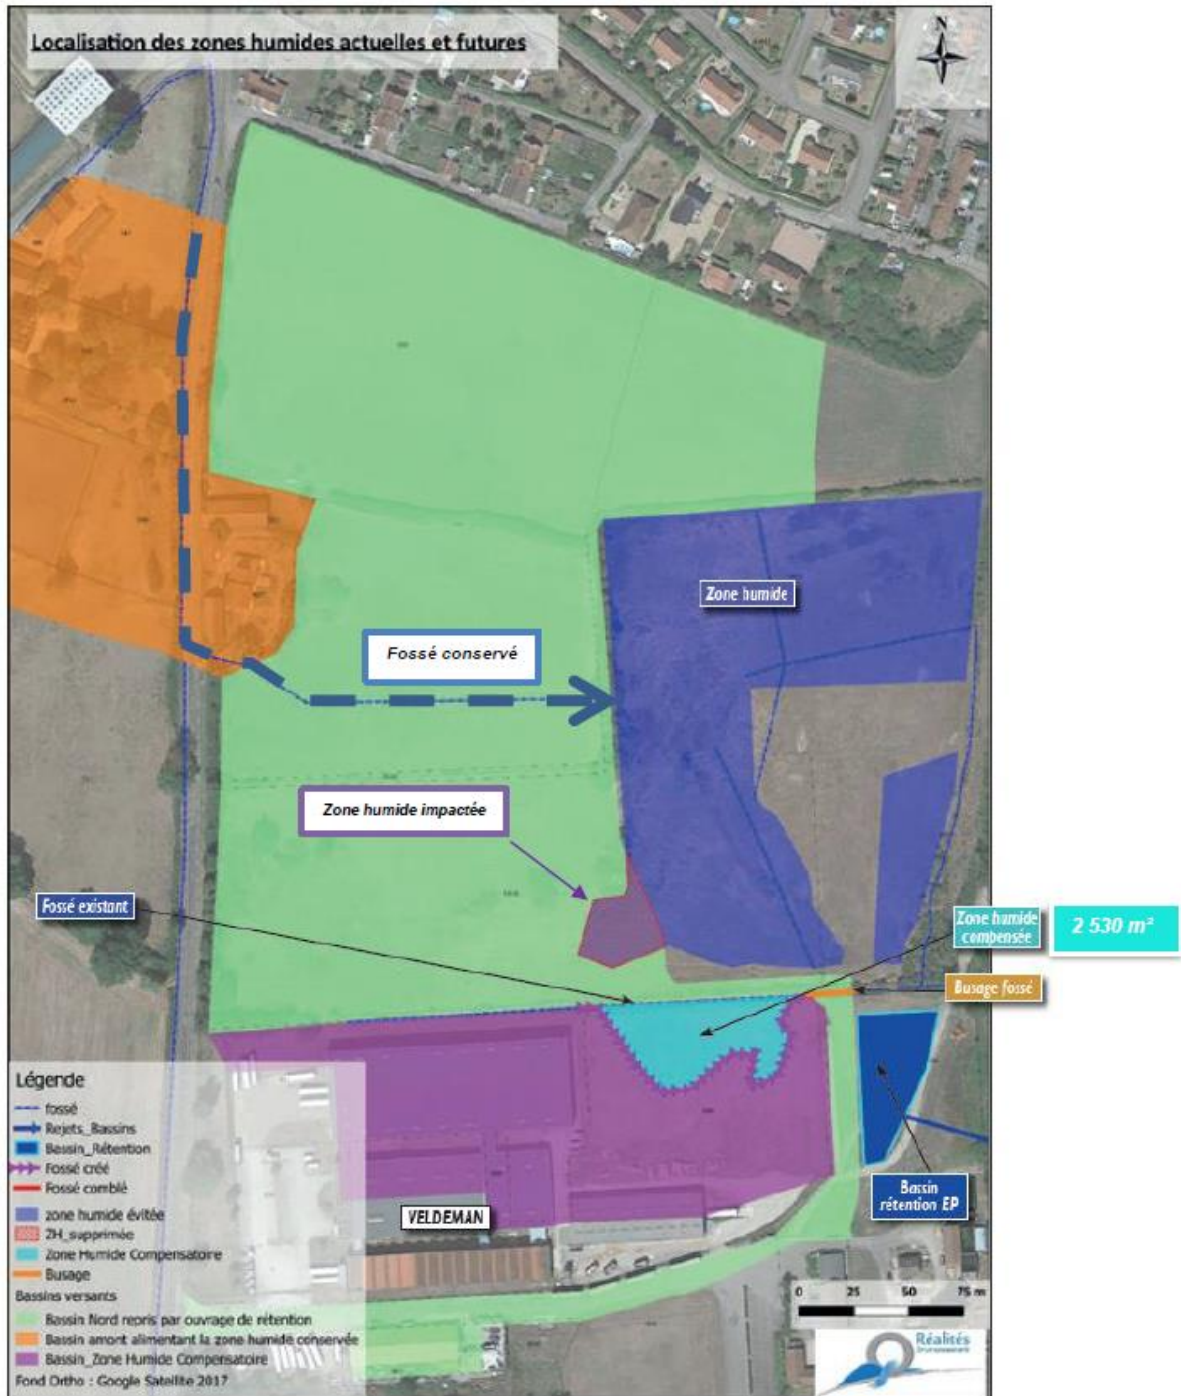 Localisation des zones humides actuelles et futures
N
Zone humide
Fossé conservé
Zone humide impactée
Fossé existant
Zone humide
compensée
2 530 m²
Busage fossé
Bassin
rétention EP
VELDEMAN
Légende
fossé
Rejets_Bassins
Bassin_Rétention
Fossé créé
Fossé comblé
zone humide évitée
ZH_supprimée
Zone Humide Compensatoire
Busage
Bassins versants
Bassin Nord repris par ouvrage de rétention
Bassin amont alimentant la zone humide conservée
Bassin_Zone Humide Compensatoire
Fond Ortho : Google Satellite 2017
0 25 50 75 m
Réalités